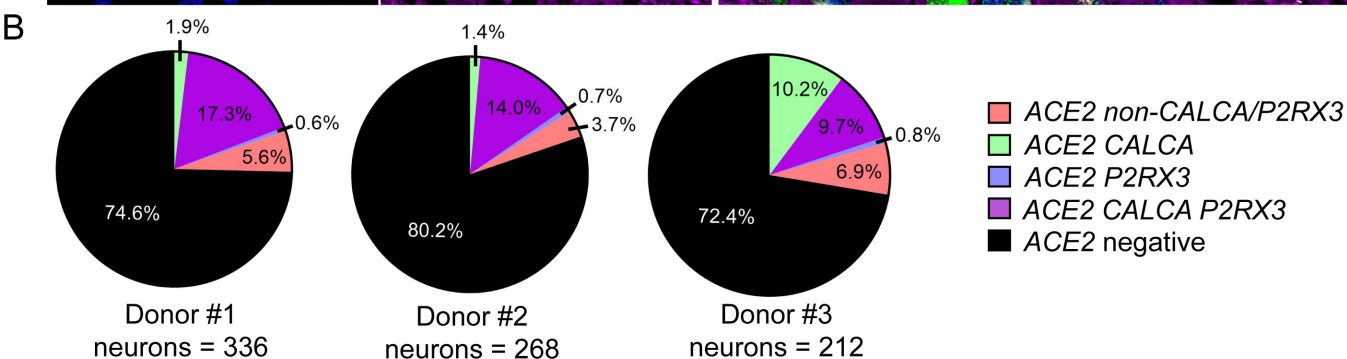 B
1.9%
17.3%
0.6%
5.6%
74.6%
Donor #1
neurons = 336
1.4%
14.0%
0.7%
3.7%
80.2%
Donor #2
neurons = 268
10.2%
9.7%
0.8%
6.9%
72.4%
Donor #3
neurons = 212
ACE2 non-CALCA/P2RX3
ACE2 CALCA
ACE2 P2RX3
ACE2 CALCA P2RX3
ACE2 negative